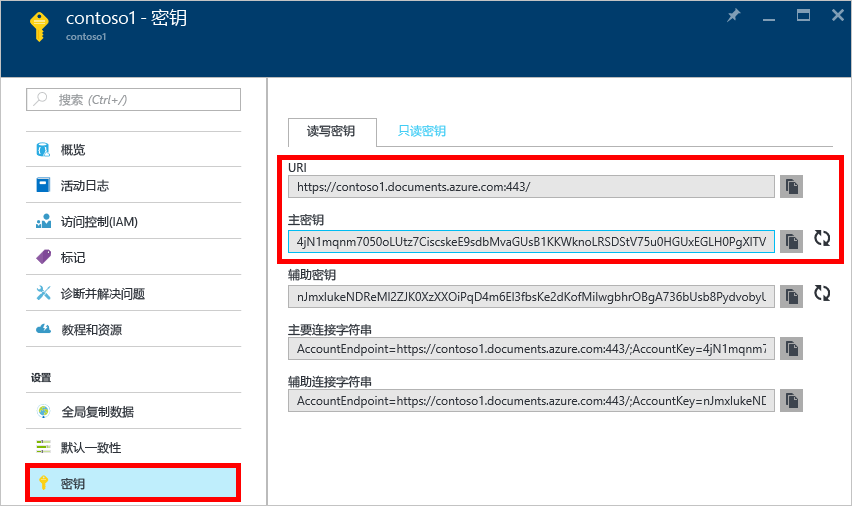 contoso1 - 密钥
contoso1
搜索 (Ctrl+/)
概览
活动日志
访问控制(IAM)
标记
诊断并解决问题
教程和资源
设置
全局复制数据
默认一致性
密钥
读写密钥 只读密钥
URI
https://contoso1.documents.azure.com:443/
主密钥
4jN1mqnm7050oLUtz7CiscskeE9sdbMvaGUsB1KKWknoLRSDStV75u0HGUxEGLH0PgXlTV
辅助密钥
nJmxlukeNDReMI2ZJK0XzXXOiPqD4m6El3fbsKe2dKofMilwgbhrOBgA736bUsb8Pydvobyl
主要连接字符串
AccountEndpoint=https://contoso1.documents.azure.com:443/;AccountKey=4jN1mqnm7
辅助连接字符串
AccountEndpoint=https://contoso1.documents.azure.com:443/;AccountKey=nJmxlukeND